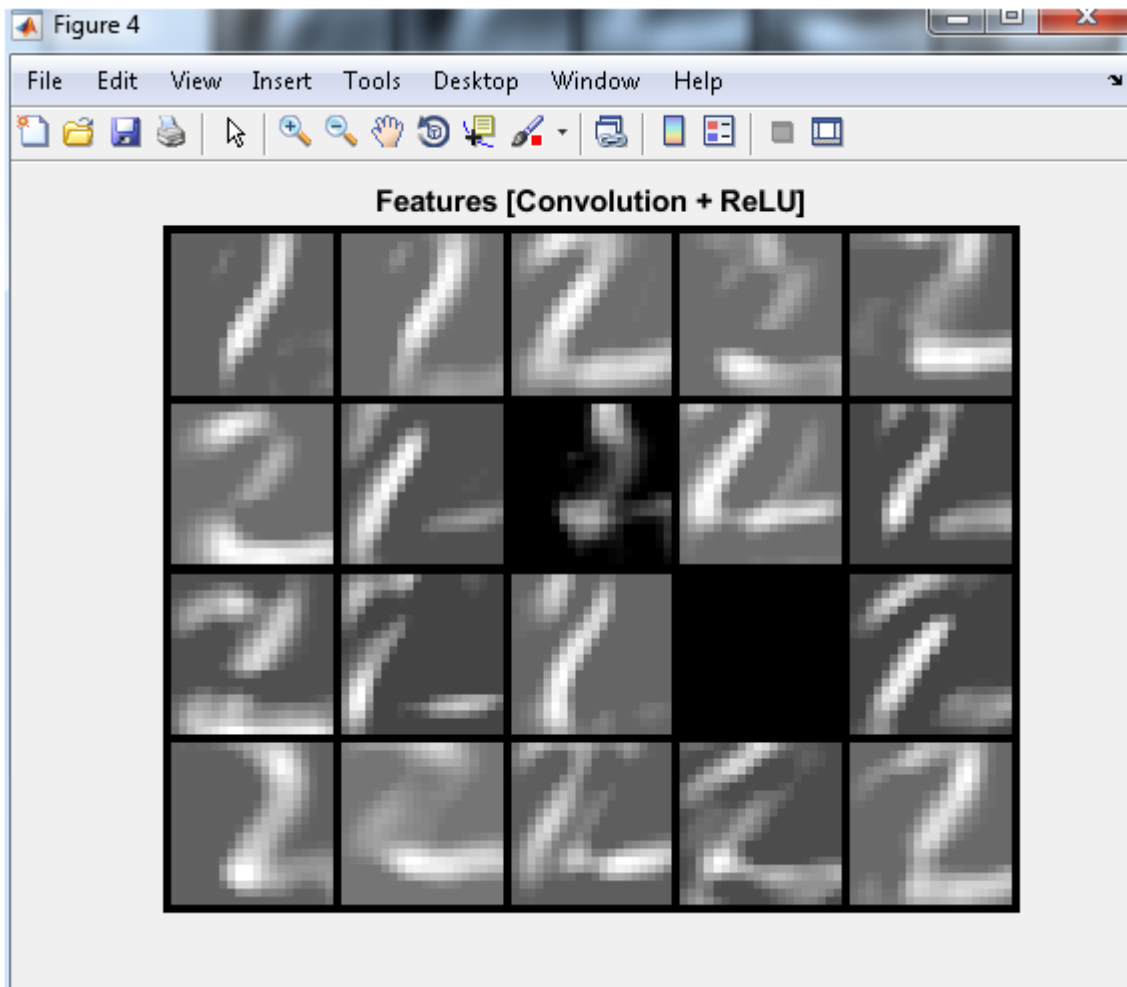 Figure 4
File Edit View Insert Tools Desktop Window Help
Features [Convolution + ReLU]